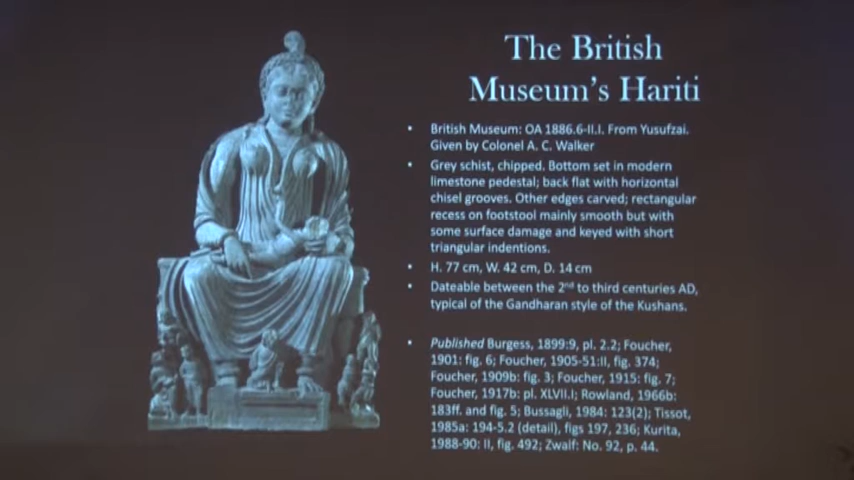 The British
Museum's Hariti
• British Museum: OA 1886.6-II.I. From Yusufzai.
Given by Colonel A. C. Walker
• Grey schist, chipped. Bottom set in modern
limestone pedestal; back flat with horizontal
chisel grooves. Other edges carved; rectangular
recess on footstool mainly smooth but with
some surface damage and keyed with short
triangular indentions.
• H. 77 cm, W. 42 cm, D. 14 cm
• Dateable between the 2nd to third centuries AD,
typical of the Gandharan style of the Kushans.
• Published Burgess, 1899:9, pl. 2.2; Foucher,
1901: fig. 6; Foucher, 1905-51:II, fig. 374;
Foucher, 1909b: fig. 3; Foucher, 1915: fig. 7;
Foucher, 1917b: pl. XLVII.I; Rowland, 1966b:
183ff. and fig. 5; Bussagli, 1984: 123(2); Tissot,
1985a: 194-5.2 (detail), figs 197, 236; Kurita,
1988-90: II, fig. 492; Zwalf: No. 92, p. 44.